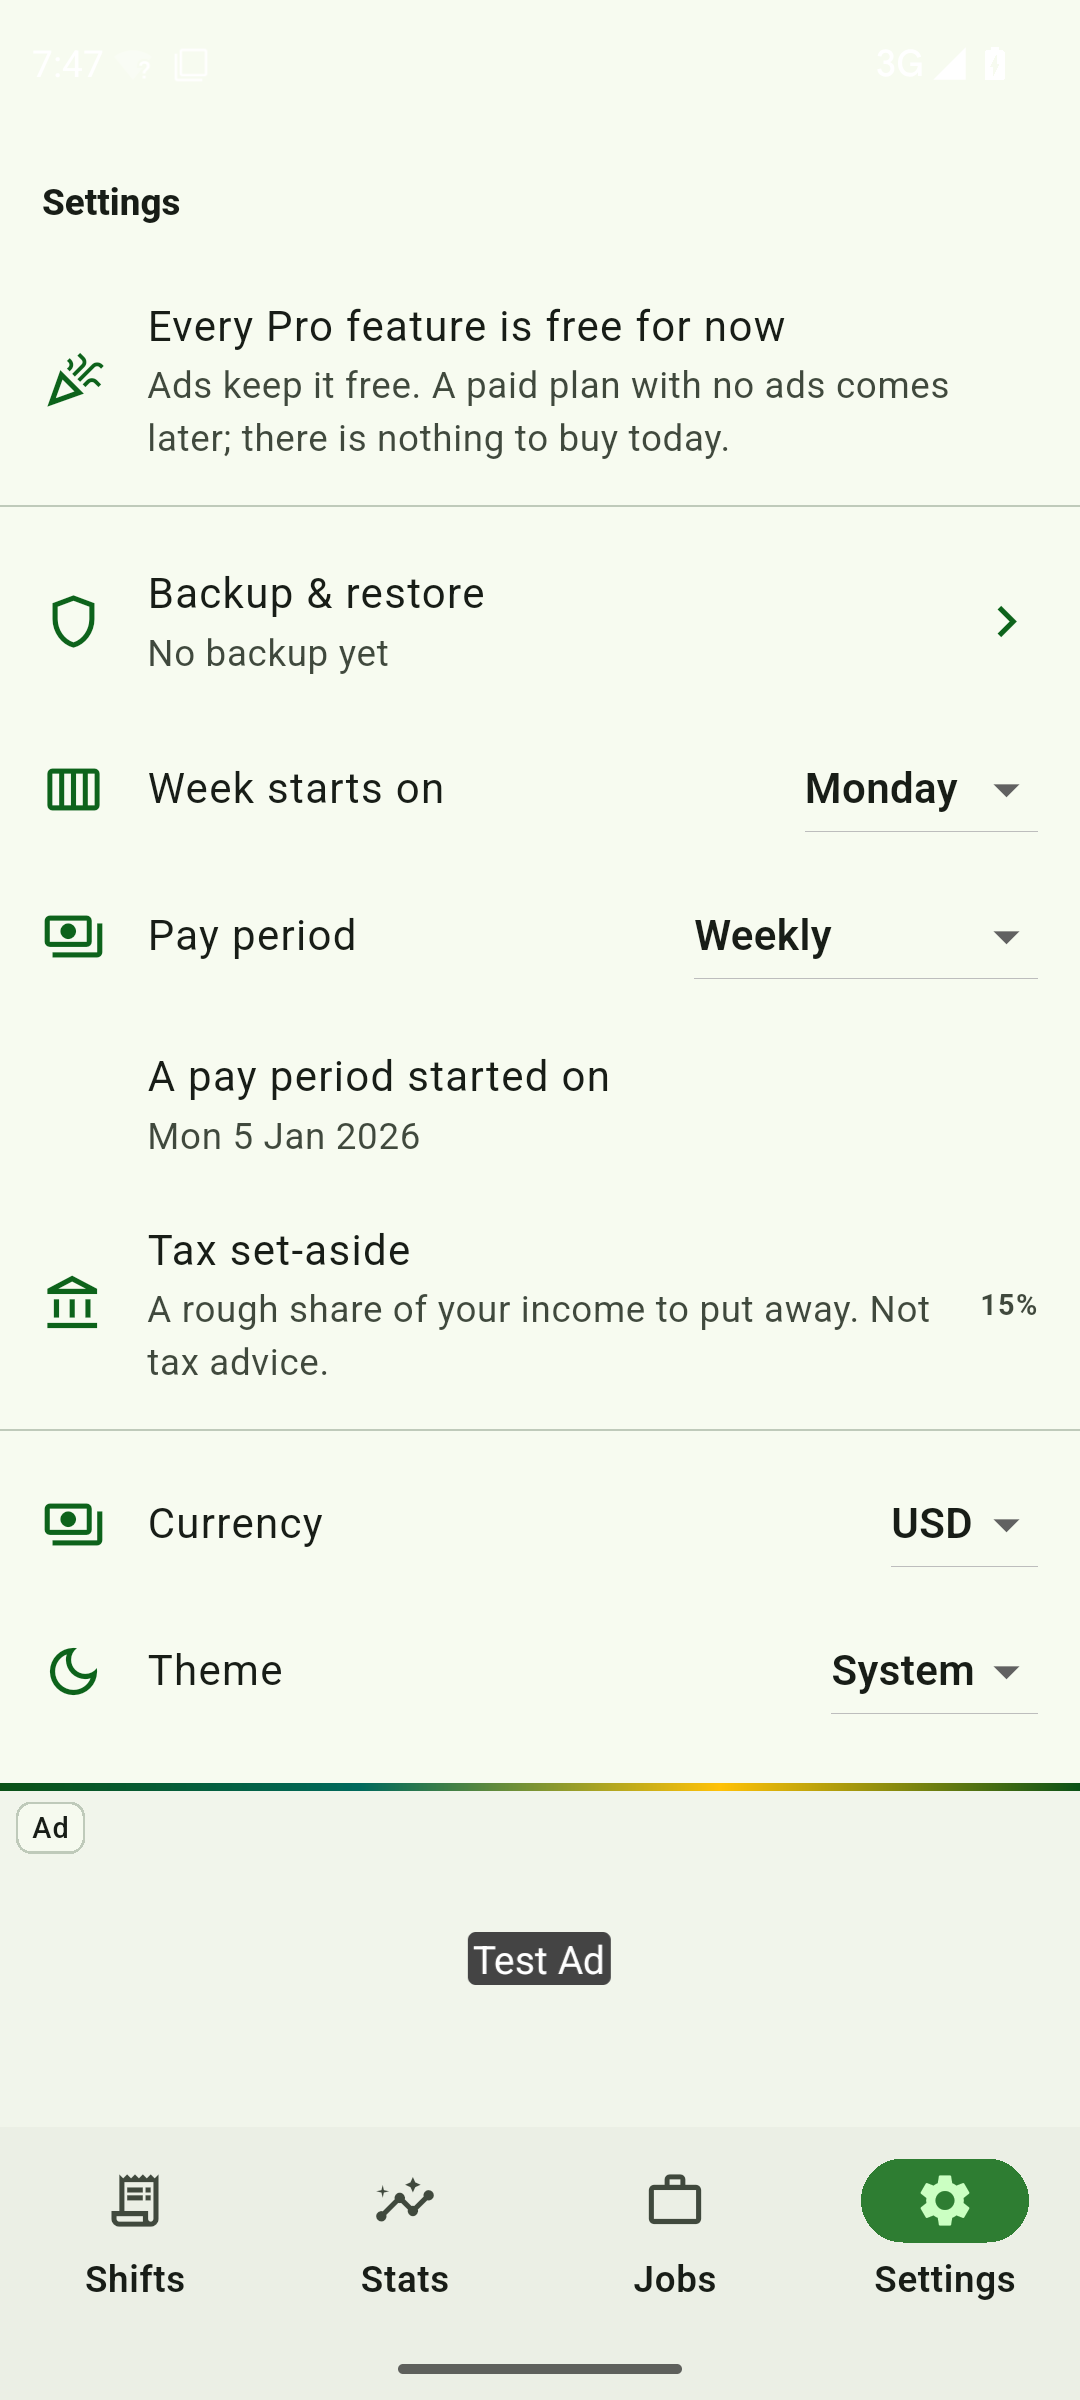 7:47
3G
Settings
Every Pro feature is free for now
Ads keep it free. A paid plan with no ads comes
later; there is nothing to buy today.
Backup & restore
No backup yet
Week starts on
Monday
Pay period
Weekly
A pay period started on
Mon 5 Jan 2026
Tax set-aside
A rough share of your income to put away. Not
tax advice.
15%
Currency
USD
Theme
System
Ad
Test Ad
Shifts
Stats
Jobs
Settings